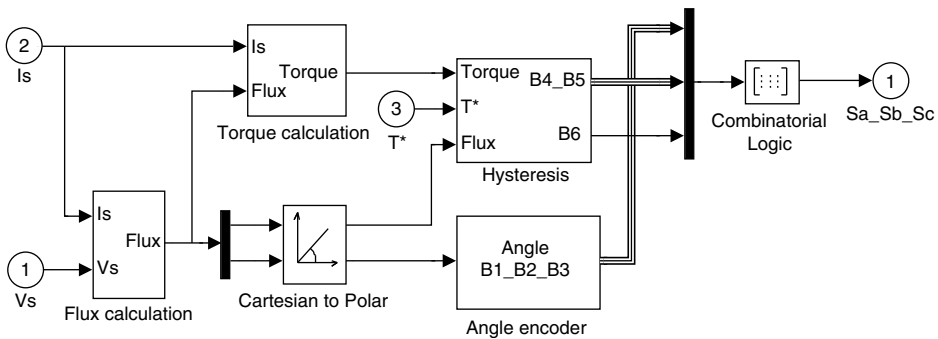 2
Is
Is
Torque
Flux
Torque calculation
3
T*
Torque
B4_B5
T*
B6
Flux
Hysteresis
Combinatorial
Logic
1
Sa_Sb_Sc
Is
Flux
Vs
Flux calculation
1
Vs
Cartesian to Polar
Angle
B1_B2_B3
Angle encoder